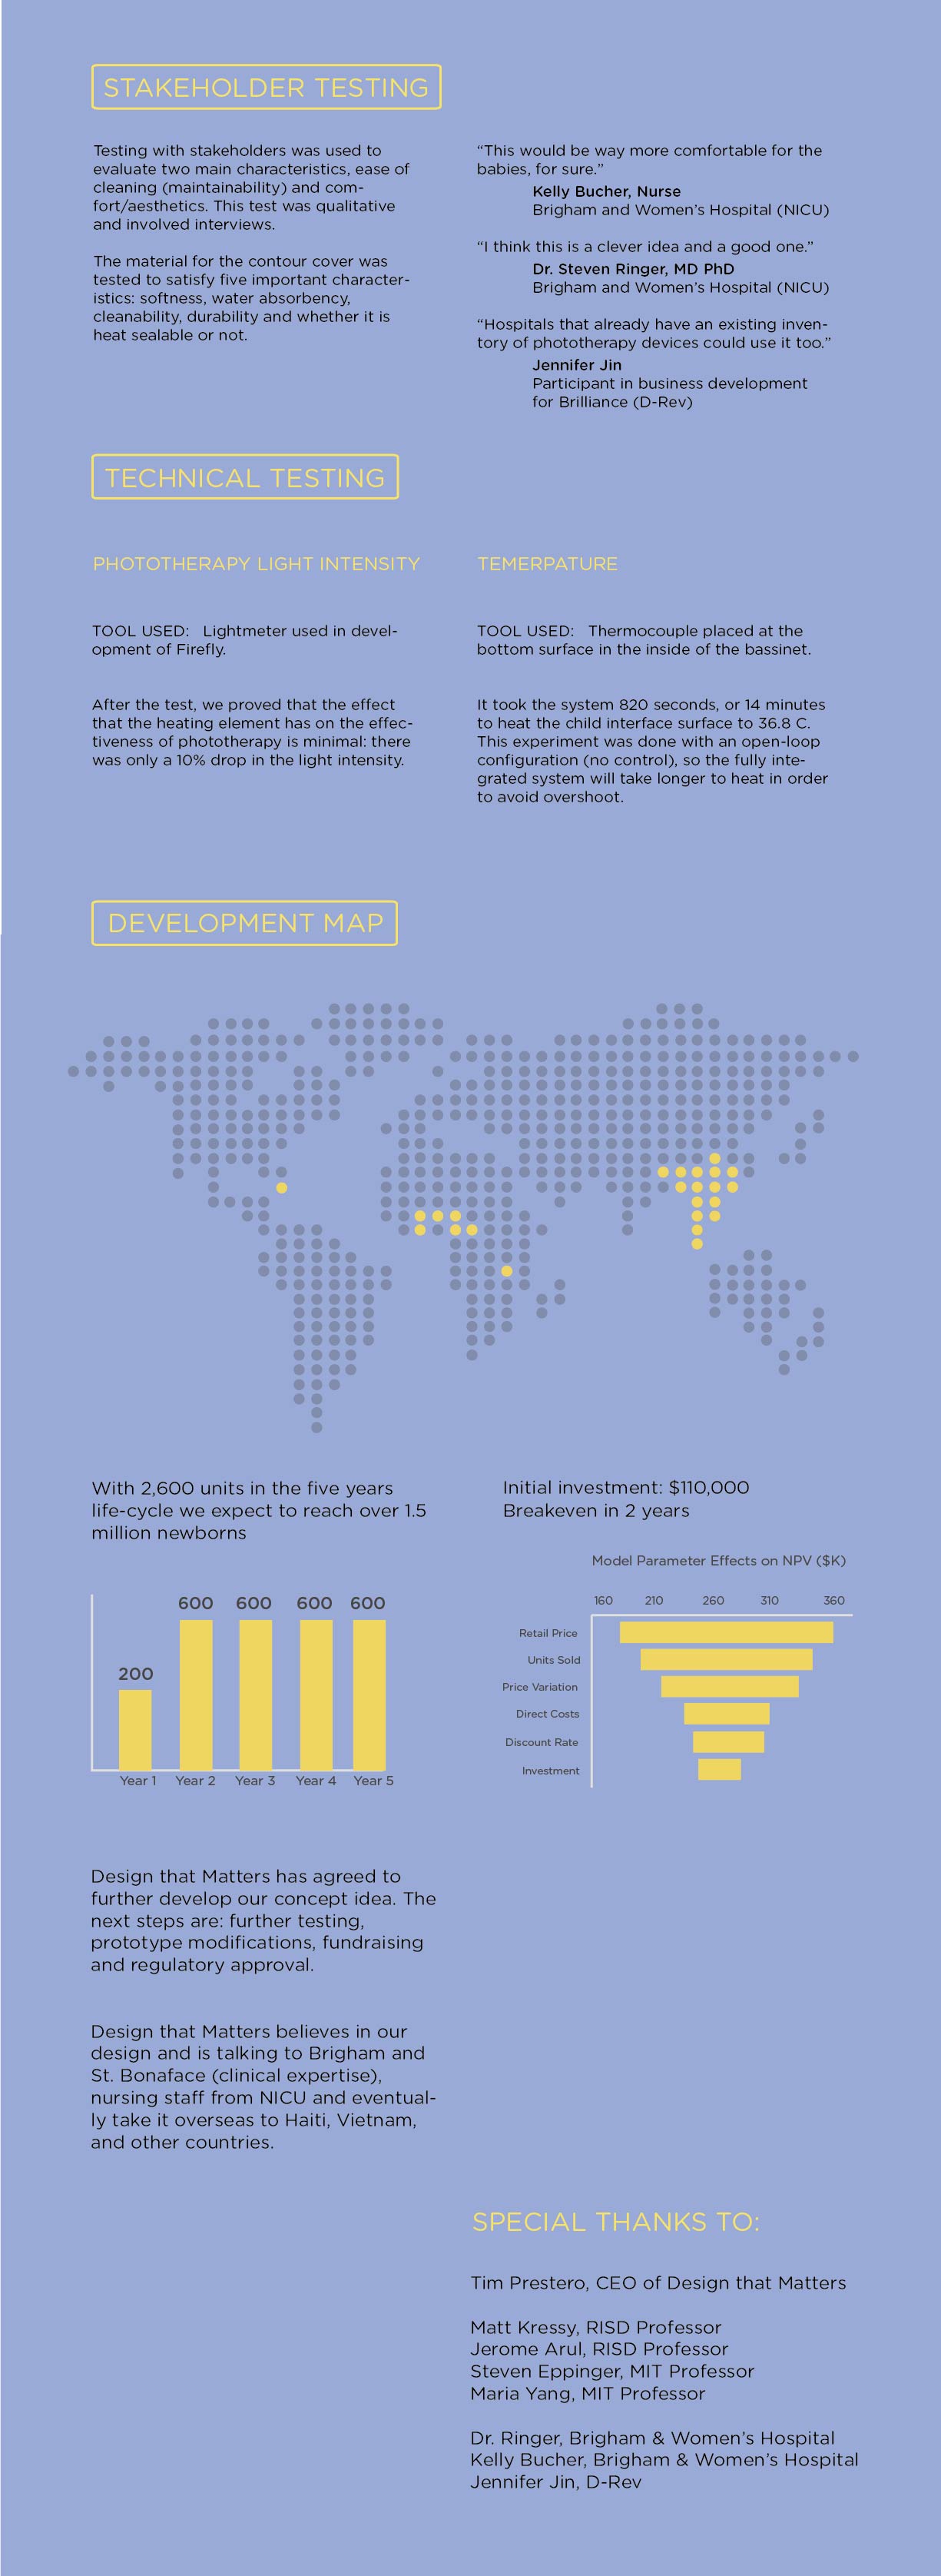 STAKEHOLDER TESTING
Testing with stakeholders was used to
evaluate two main characteristics, ease of
cleaning (maintainability) and com-
fort/aesthetics. This test was qualitative
and involved interviews.
The material for the contour cover was
tested to satisfy five important character-
istics: softness, water absorbency,
cleanability, durability and whether it is
heat sealable or not.
“This would be way more comfortable for the
babies, for sure.”
Kelly Bucher, Nurse
Brigham and Women’s Hospital (NICU)
“I think this is a clever idea and a good one.”
Dr. Steven Ringer, MD PhD
Brigham and Women’s Hospital (NICU)
“Hospitals that already have an existing inven-
tory of phototherapy devices could use it too.”
Jennifer Jin
Participant in business development
for Brilliance (D-Rev)
TECHNICAL TESTING
PHOTOTHERAPY LIGHT INTENSITY
TOOL USED: Lightmeter used in devel-
opment of Firefly.
After the test, we proved that the effect
that the heating element has on the effec-
tiveness of phototherapy is minimal: there
was only a 10% drop in the light intensity.
TEMERPATURE
TOOL USED: Thermocouple placed at the
bottom surface in the inside of the bassinet.
It took the system 820 seconds, or 14 minutes
to heat the child interface surface to 36.8 C.
This experiment was done with an open-loop
configuration (no control), so the fully inte-
grated system will take longer to heat in order
to avoid overshoot.
DEVELOPMENT MAP
With 2,600 units in the five years
life-cycle we expect to reach over 1.5
million newborns
200
600
600
600
600
Year 1
Year 2
Year 3
Year 4
Year 5
Initial investment: $110,000
Breakeven in 2 years
Model Parameter Effects on NPV ($K)
160 210 260 310 360
Retail Price
Units Sold
Price Variation
Direct Costs
Discount Rate
Investment
Design that Matters has agreed to
further develop our concept idea. The
next steps are: further testing,
prototype modifications, fundraising
and regulatory approval.
Design that Matters believes in our
design and is talking to Brigham and
St. Bonaface (clinical expertise),
nursing staff from NICU and eventual-
ly take it overseas to Haiti, Vietnam,
and other countries.
SPECIAL THANKS TO:
Tim Prestero, CEO of Design that Matters
Matt Kressy, RISD Professor
Jerome Arul, RISD Professor
Steven Eppinger, MIT Professor
Maria Yang, MIT Professor
Dr. Ringer, Brigham & Women’s Hospital
Kelly Bucher, Brigham & Women’s Hospital
Jennifer Jin, D-Rev